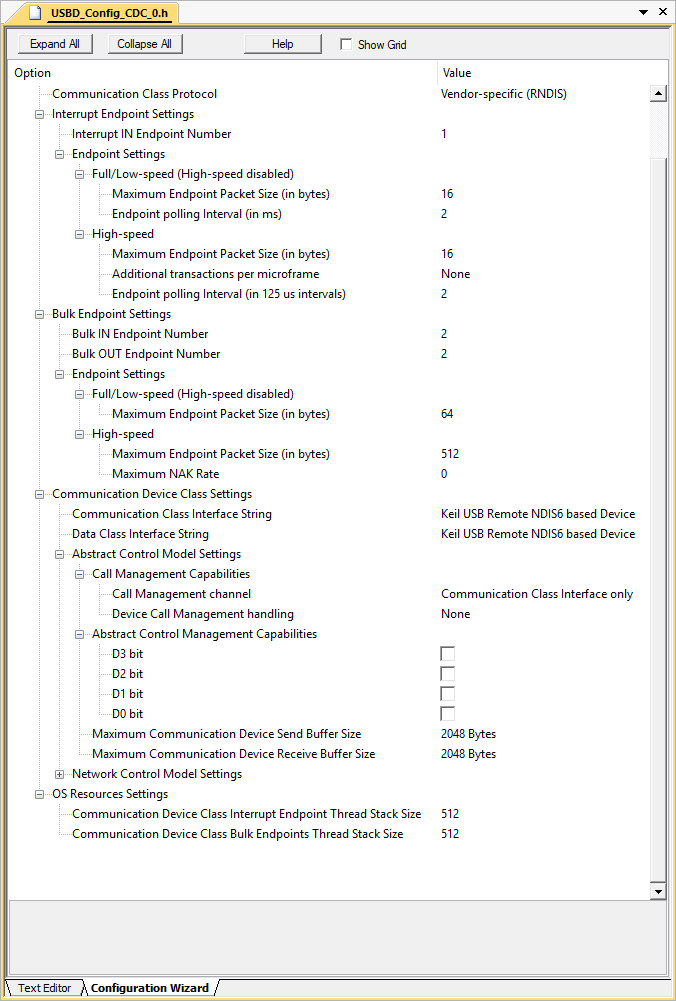 USBD_Config_CDC_0.h
Expand All Collapse All Help Show Grid
Option Value
Communication Class Protocol Vendor-specific (RNDIS)
Interrupt Endpoint Settings
Interrupt IN Endpoint Number 1
Endpoint Settings
Full/Low-speed (High-speed disabled)
Maximum Endpoint Packet Size (in bytes) 16
Endpoint polling Interval (in ms) 2
High-speed
Maximum Endpoint Packet Size (in bytes) 16
Additional transactions per microframe None
Endpoint polling Interval (in 125 us intervals) 2
Bulk Endpoint Settings
Bulk IN Endpoint Number 2
Bulk OUT Endpoint Number 2
Endpoint Settings
Full/Low-speed (High-speed disabled)
Maximum Endpoint Packet Size (in bytes) 64
High-speed
Maximum Endpoint Packet Size (in bytes) 512
Maximum NAK Rate 0
Communication Device Class Settings
Communication Class Interface String Keil USB Remote NDIS6 based Device
Data Class Interface String Keil USB Remote NDIS6 based Device
Abstract Control Model Settings
Call Management Capabilities
Call Management channel Communication Class Interface only
Device Call Management handling None
Abstract Control Management Capabilities
D3 bit
D2 bit
D1 bit
D0 bit
Maximum Communication Device Send Buffer Size 2048 Bytes
Maximum Communication Device Receive Buffer Size 2048 Bytes
Network Control Model Settings
OS Resources Settings
Communication Device Class Interrupt Endpoint Thread Stack Size 512
Communication Device Class Bulk Endpoints Thread Stack Size 512
Text Editor Configuration Wizard